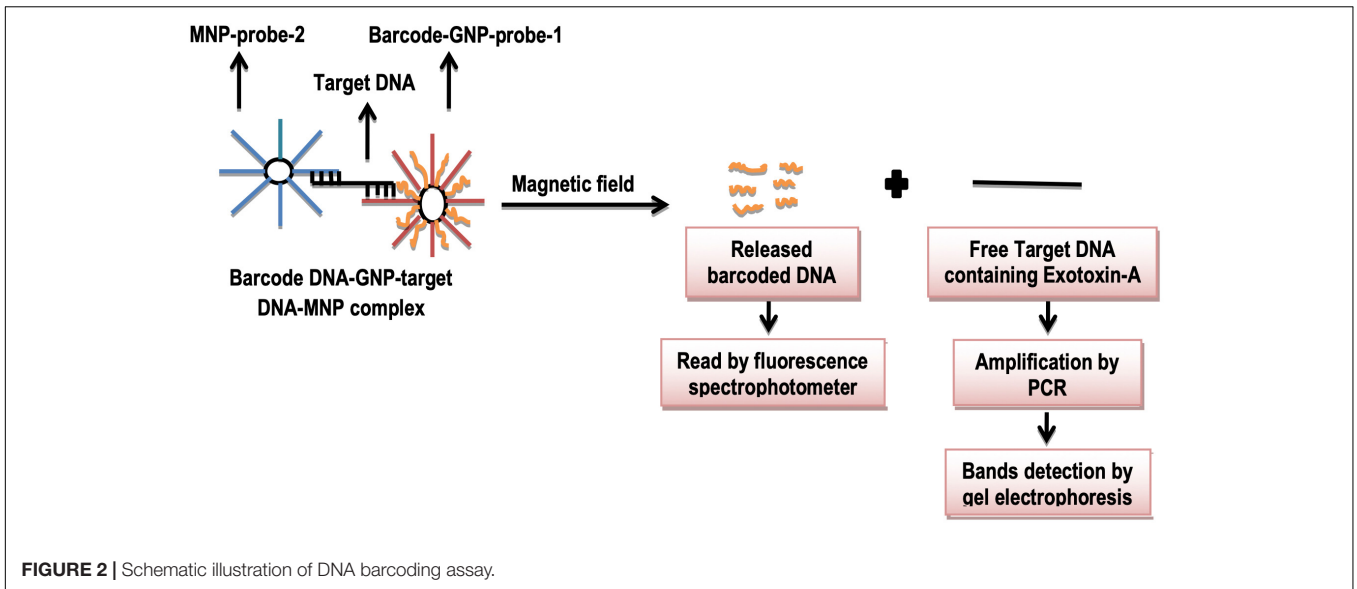 MNP-probe-2
Barcode-GNP-probe-1
Target DNA
Magnetic field
Barcode DNA-GNP-target
DNA-MNP complex
Released
barcoded DNA
Read by fluorescence
spectrophotometer
Free Target DNA
containing Exotoxin-A
Amplification by
PCR
Bands detection by
gel electrophoresis
FIGURE 2 | Schematic illustration of DNA barcoding assay.